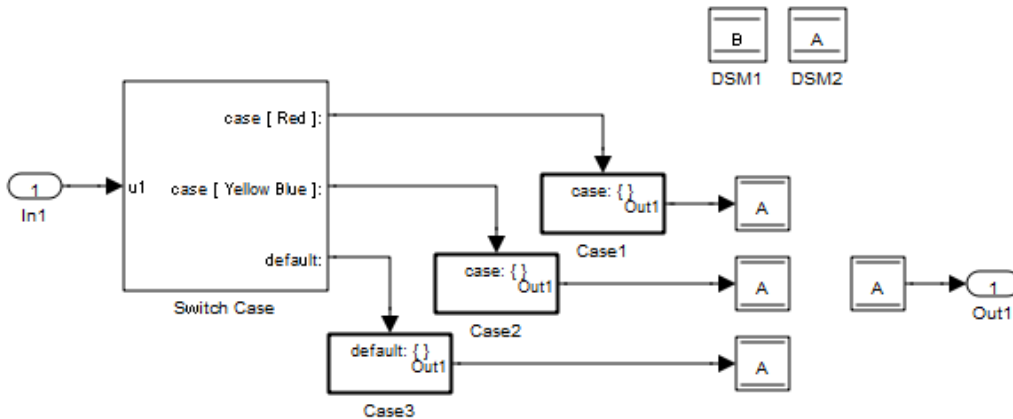 B
A
DSM1
DSM2
case [ Red ]:
u1
case [ Yellow Blue ]:
default:
Switch Case
1
In1
case: { }
Out1
Case1
A
case: { }
Out1
Case2
A
A
1
Out1
default: { }
Out1
Case3
A